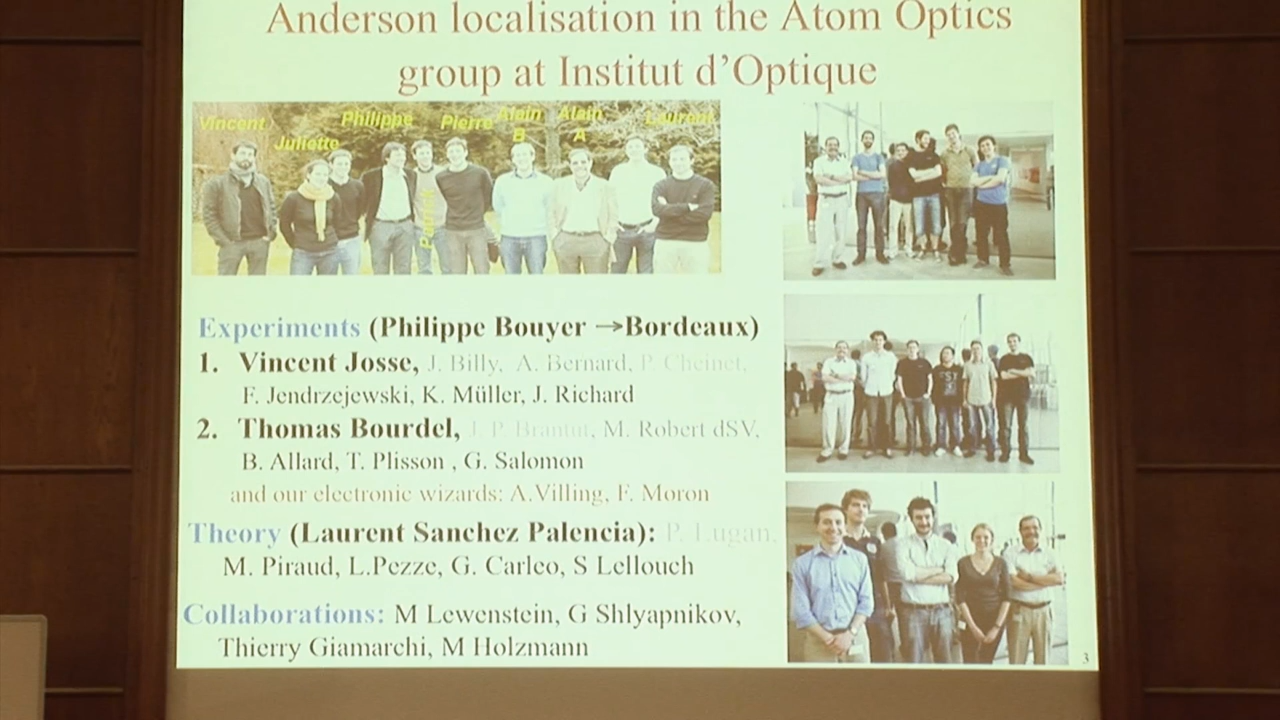 Anderson localisation in the Atom Optics
group at Institut d'Optique
Vincent
Juliette
Philippe
Pierre
Alain
B
Alain
A
Laurent
Experiments (Philippe Bouyer →Bordeaux)
1. Vincent Josse, J. Billy, A. Bernard, P. Cheinet,
F. Jendrzejewski, K. Müller, J. Richard
2. Thomas Bourdel, J. P. Brantut, M. Robert dSV,
B. Allard, T. Plisson , G. Salomon
and our electronic wizards: A.Villing, F. Moron
Theory (Laurent Sanchez Palencia): P. Lugan,
M. Piraud, L.Pezze, G. Carleo, S Lellouch
Collaborations: M Lewenstein, G Shlyapnikov,
Thierry Giamarchi, M Holzmann
3